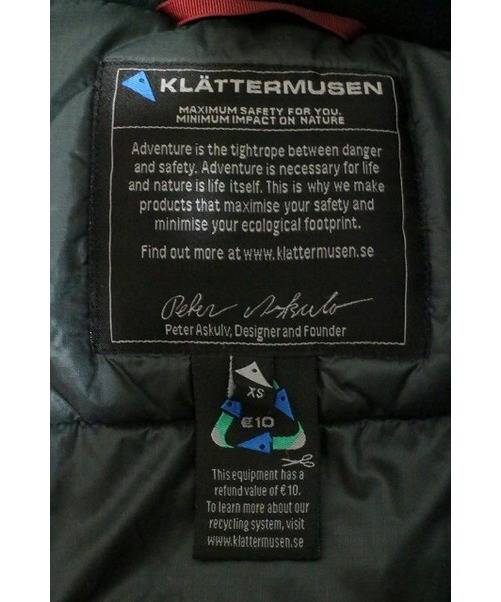 KLÄTTERMUSEN
MAXIMUM SAFETY FOR YOU.
MINIMUM IMPACT ON NATURE
Adventure is the tightrope between danger
and safety. Adventure is necessary for life
and nature is life itself. This is why we make
products that maximise your safety and
minimise your ecological footprint.
Find out more at www.klattermusen.se
Peter Askulv
Peter Askulv, Designer and Founder
XS
€10
This equipment has a
refund value of €10.
To learn more about our
recycling system, visit
www.klattermusen.se